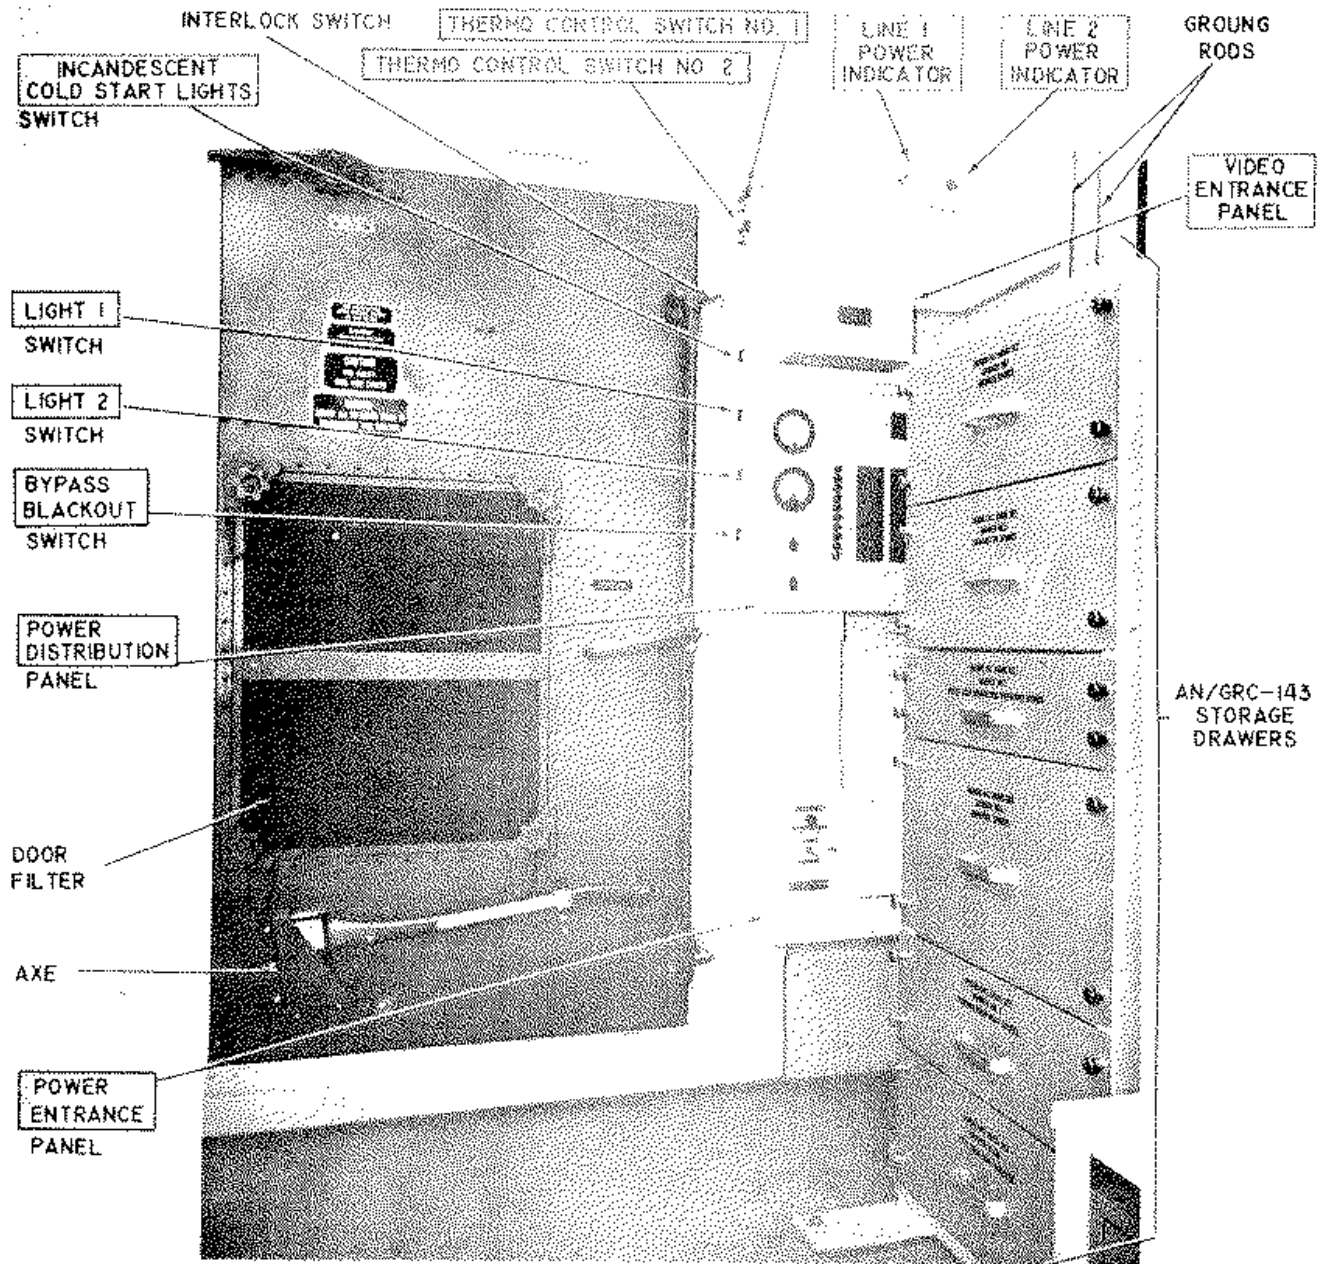 INTERLOCK SWITCH
THERMO CONTROL SWITCH NO. 1
THERMO CONTROL SWITCH NO 2
LINE 1
POWER
INDICATOR
LINE 2
POWER
INDICATOR
GROUNG
RODS
INCANDESCENT
COLD START LIGHTS
SWITCH
VIDEO
ENTRANCE
PANEL
LIGHT 1
SWITCH
LIGHT 2
SWITCH
BYPASS
BLACKOUT
SWITCH
POWER
DISTRIBUTION
PANEL
AN/GRC-143
STORAGE
DRAWERS
DOOR
FILTER
AXE
POWER
ENTRANCE
PANEL